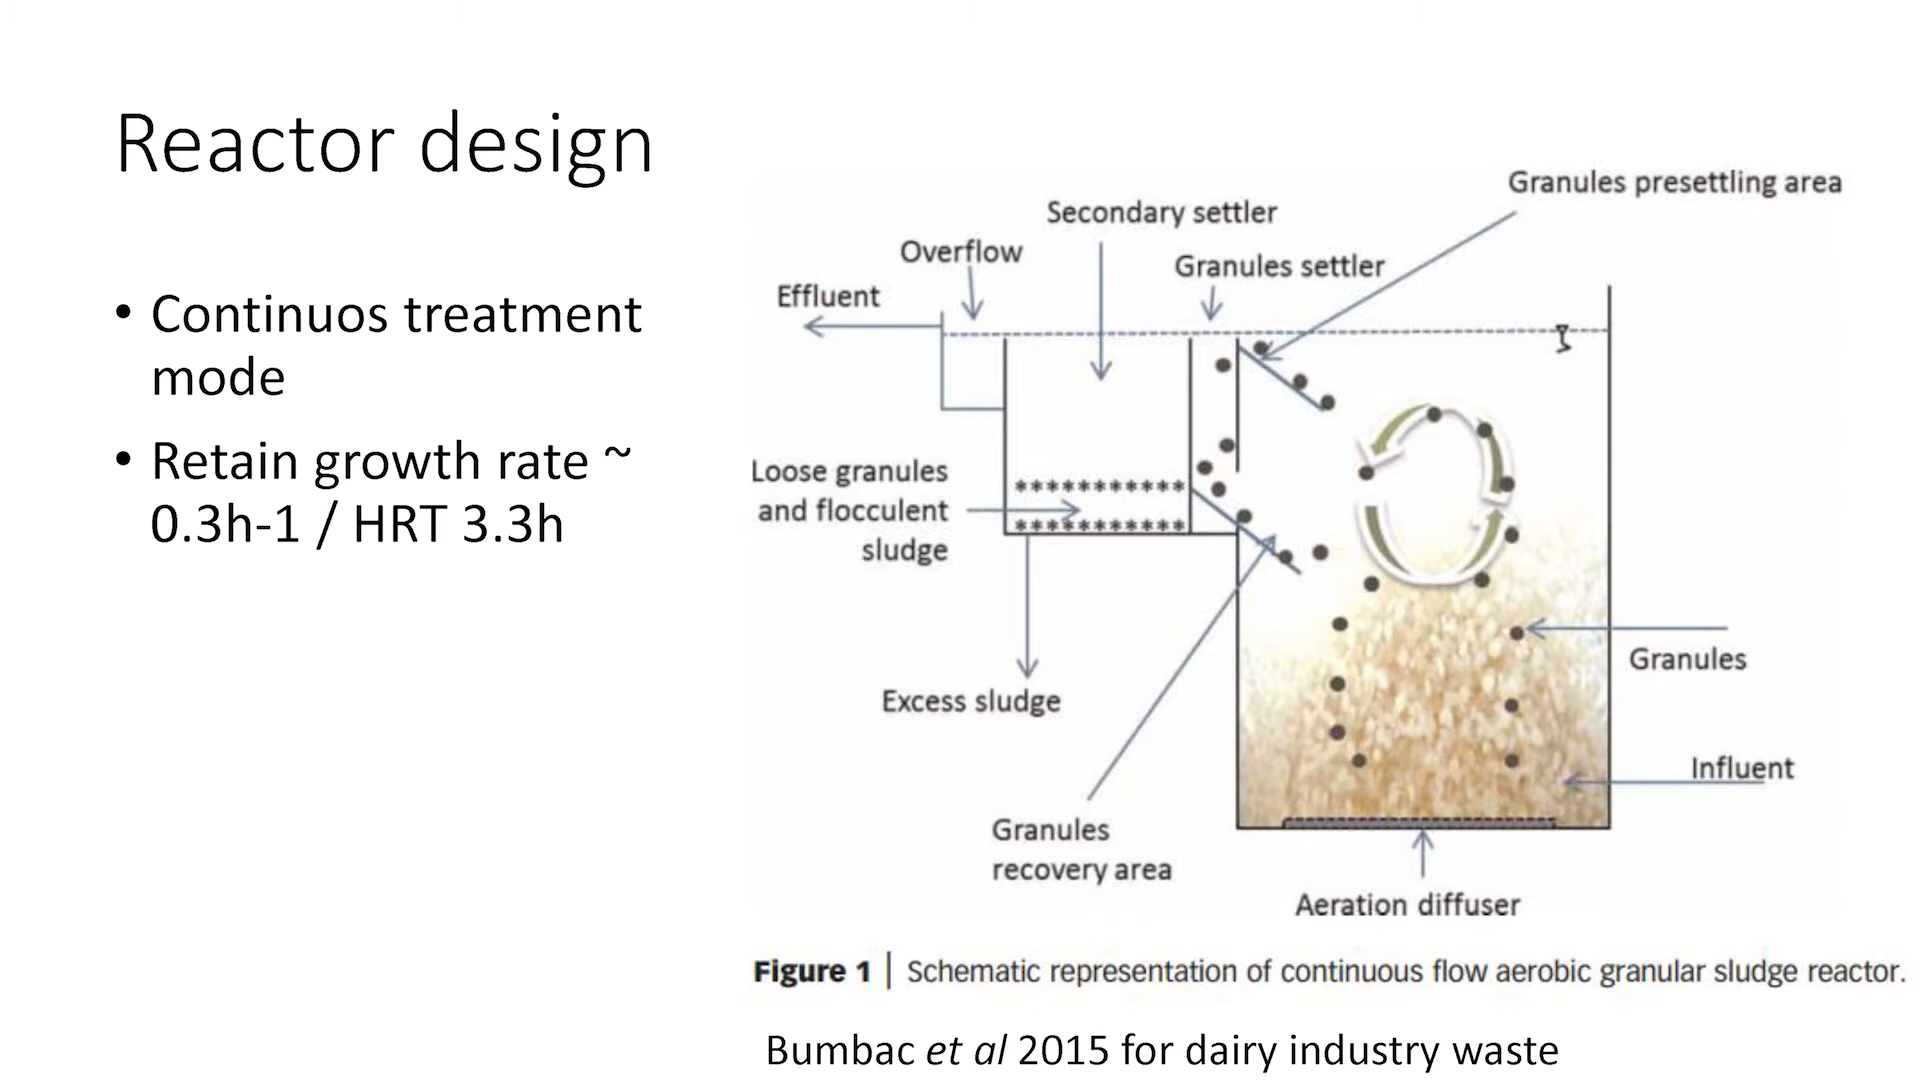 Reactor design
• Continuos treatment
mode
• Retain growth rate ~
0.3h-1 / HRT 3.3h
Granules presettling area
Secondary settler
Overflow
Granules settler
Effluent
Loose granules
and flocculent
sludge
Excess sludge
Granules
Influent
Granules
recovery area
Aeration diffuser
Figure 1 | Schematic representation of continuous flow aerobic granular sludge reactor.
Bumbac et al 2015 for dairy industry waste